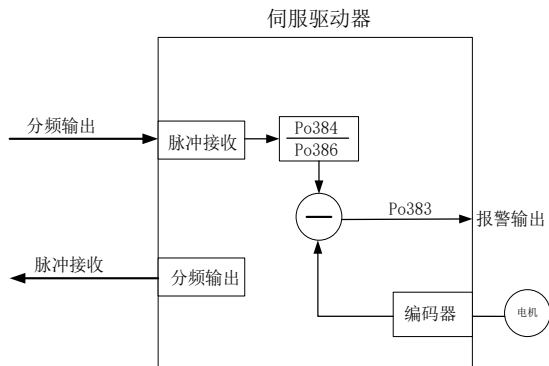 伺服驱动器
分频输出
脉冲接收
Po384
Po386
Po383
报警输出
脉冲接收
分频输出
编码器
电机